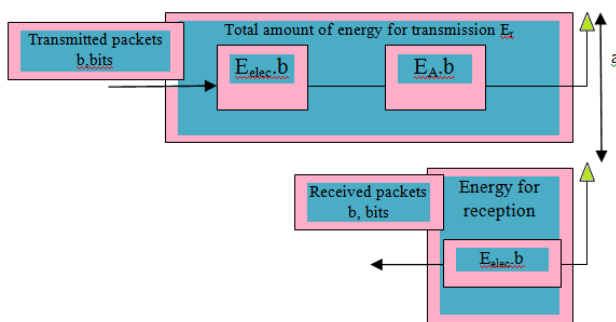 Total amount of energy for transmission Et
Transmitted packets
b,bits
Eelec.b
EA.b
Received packets
b, bits
Energy for
reception
Eelec.b